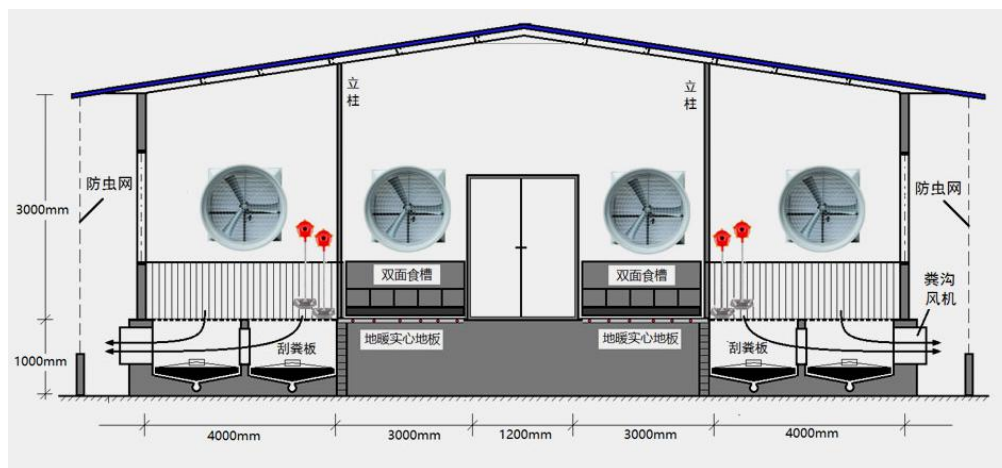 立柱
立柱
防虫网
防虫网
3000mm
双面食槽
双面食槽
粪沟
风机
地暖实心地板
地暖实心地板
刮粪板
刮粪板
1000mm
4000mm
3000mm
1200mm
3000mm
4000mm